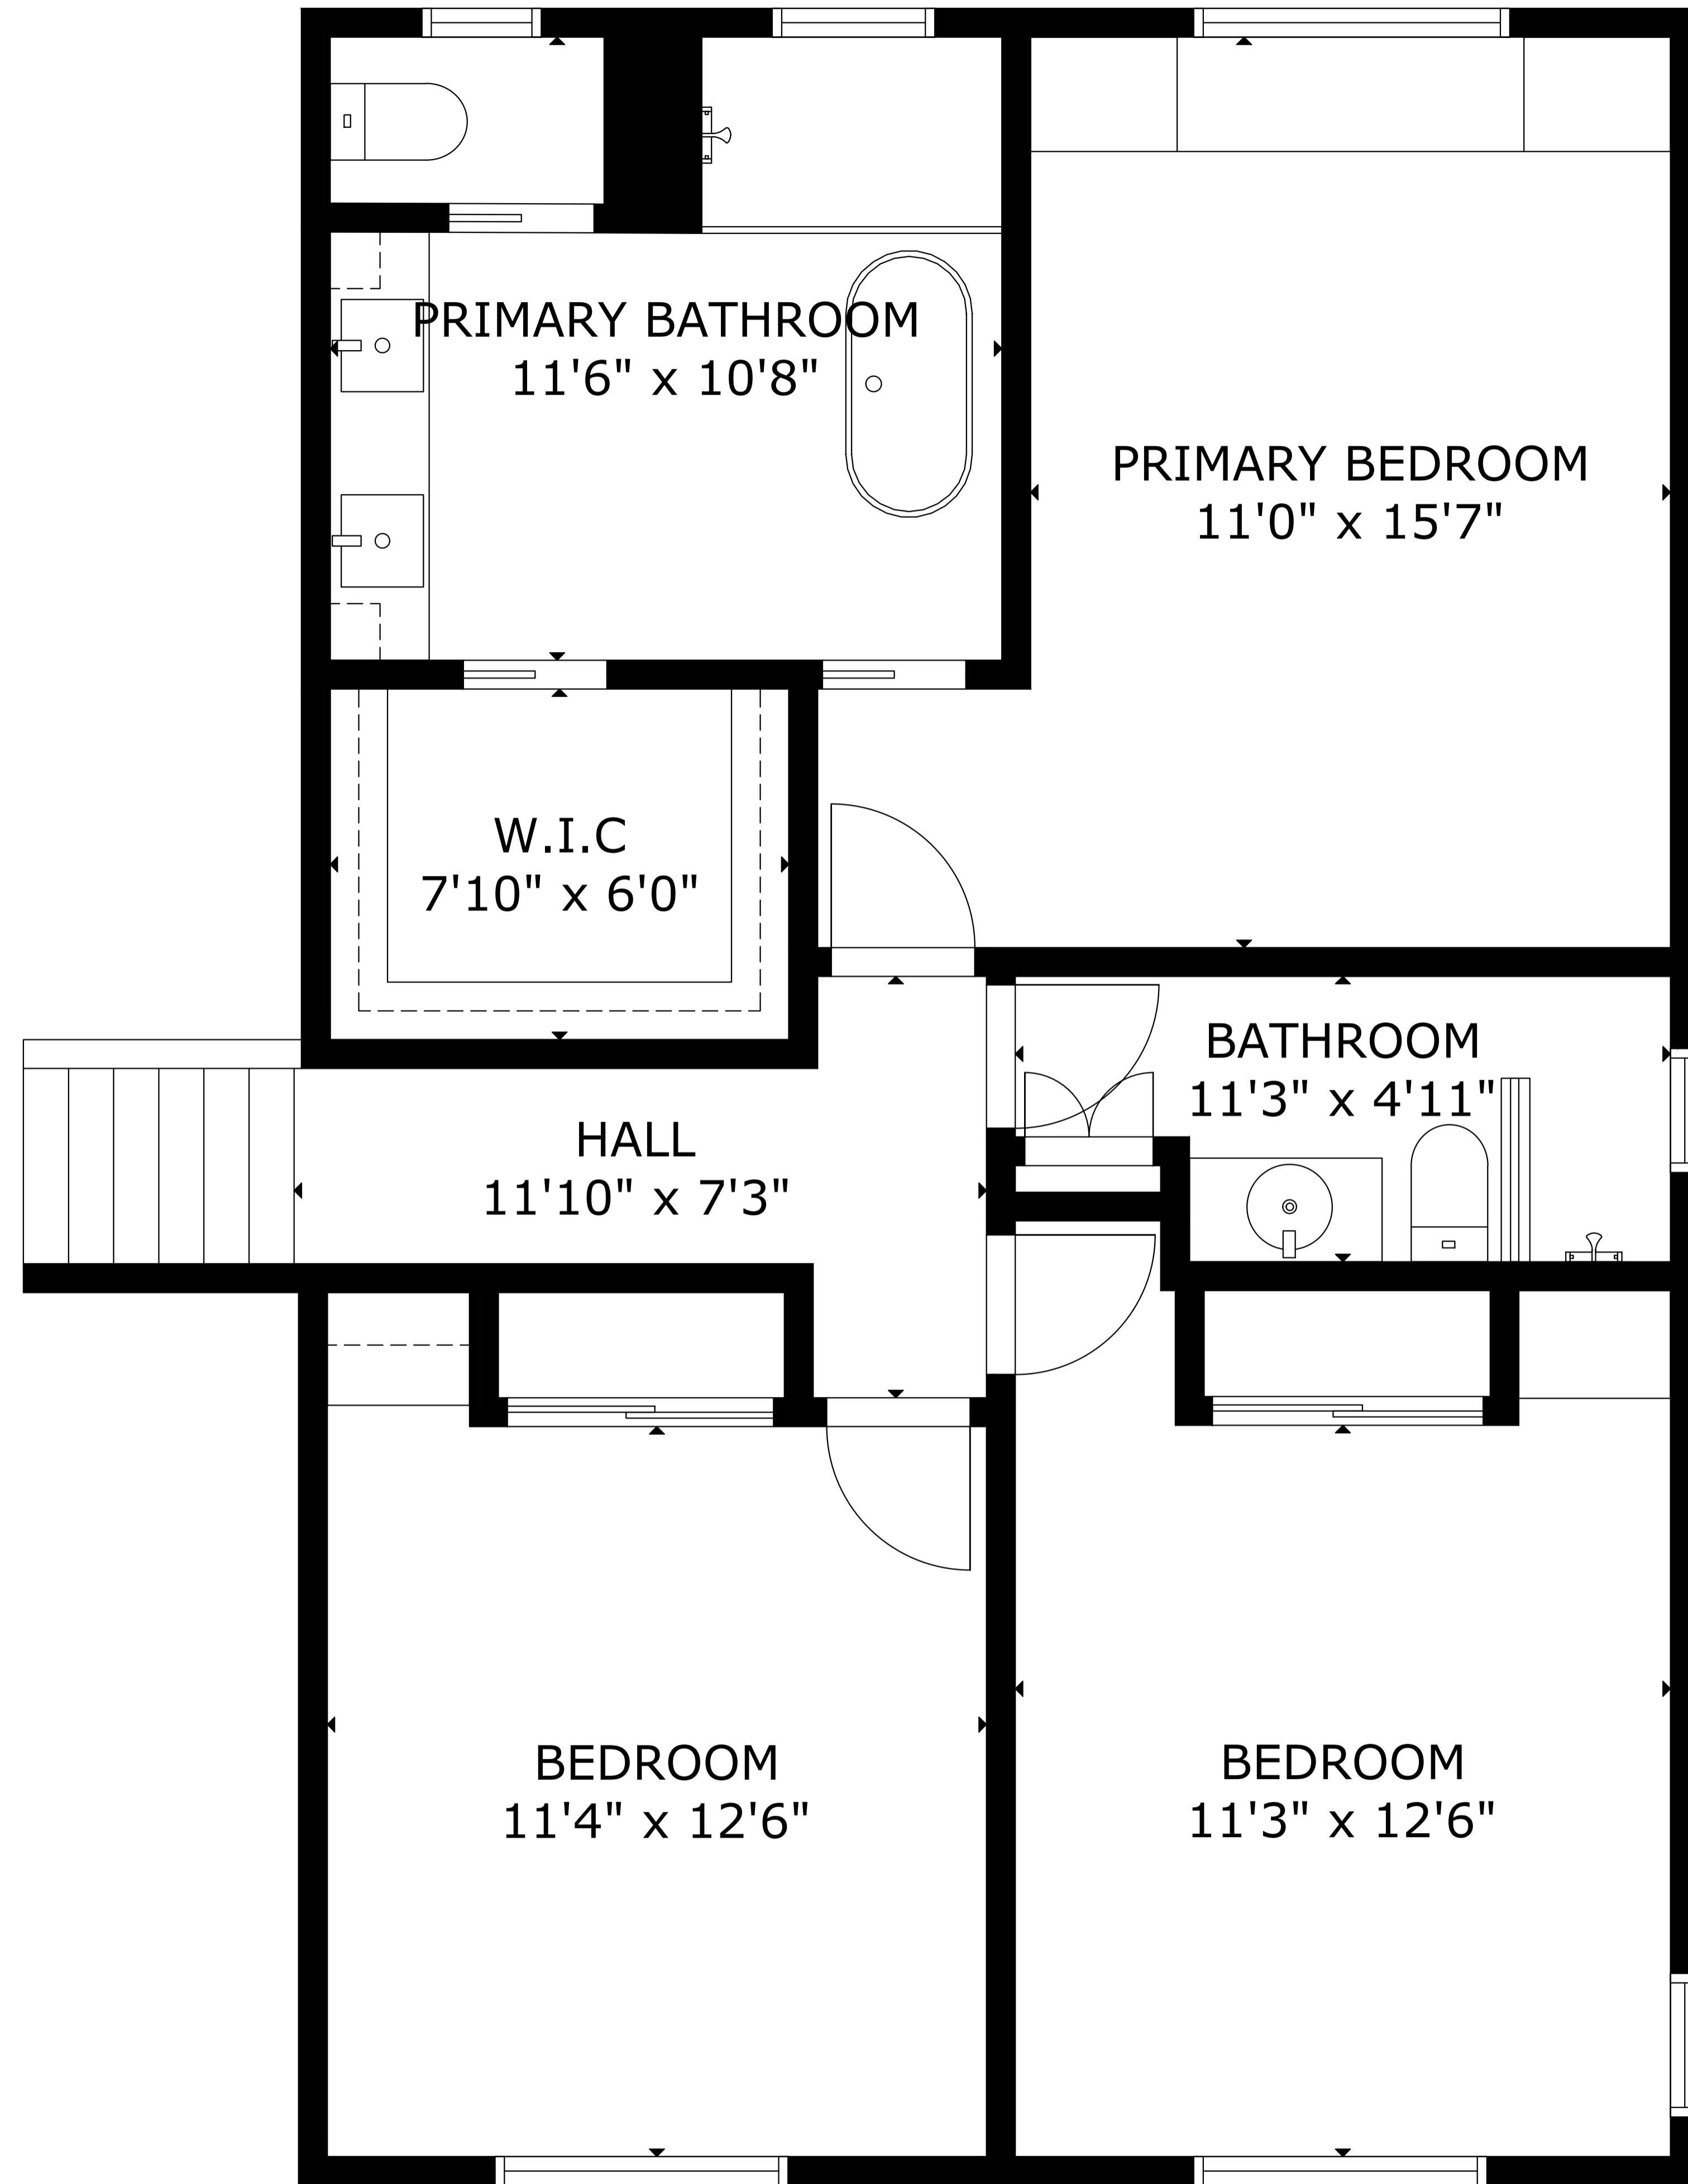 PRIMARY BATHROOM
11'6" x 10'8"
PRIMARY BEDROOM
11'0" x 15'7"
W.I.C
7'10" x 6'0"
BATHROOM
11'3" x 4'11"
HALL
11'10" x 7'3"
BEDROOM
11'4" x 12'6"
BEDROOM
11'3" x 12'6"